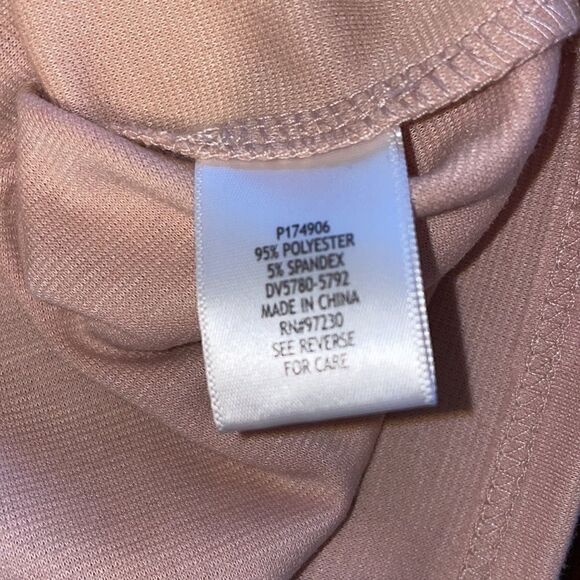 P174906
95% POLYESTER
5% SPANDEX
DV5780-5792
MADE IN CHINA
RN#97230
SEE REVERSE
FOR CARE